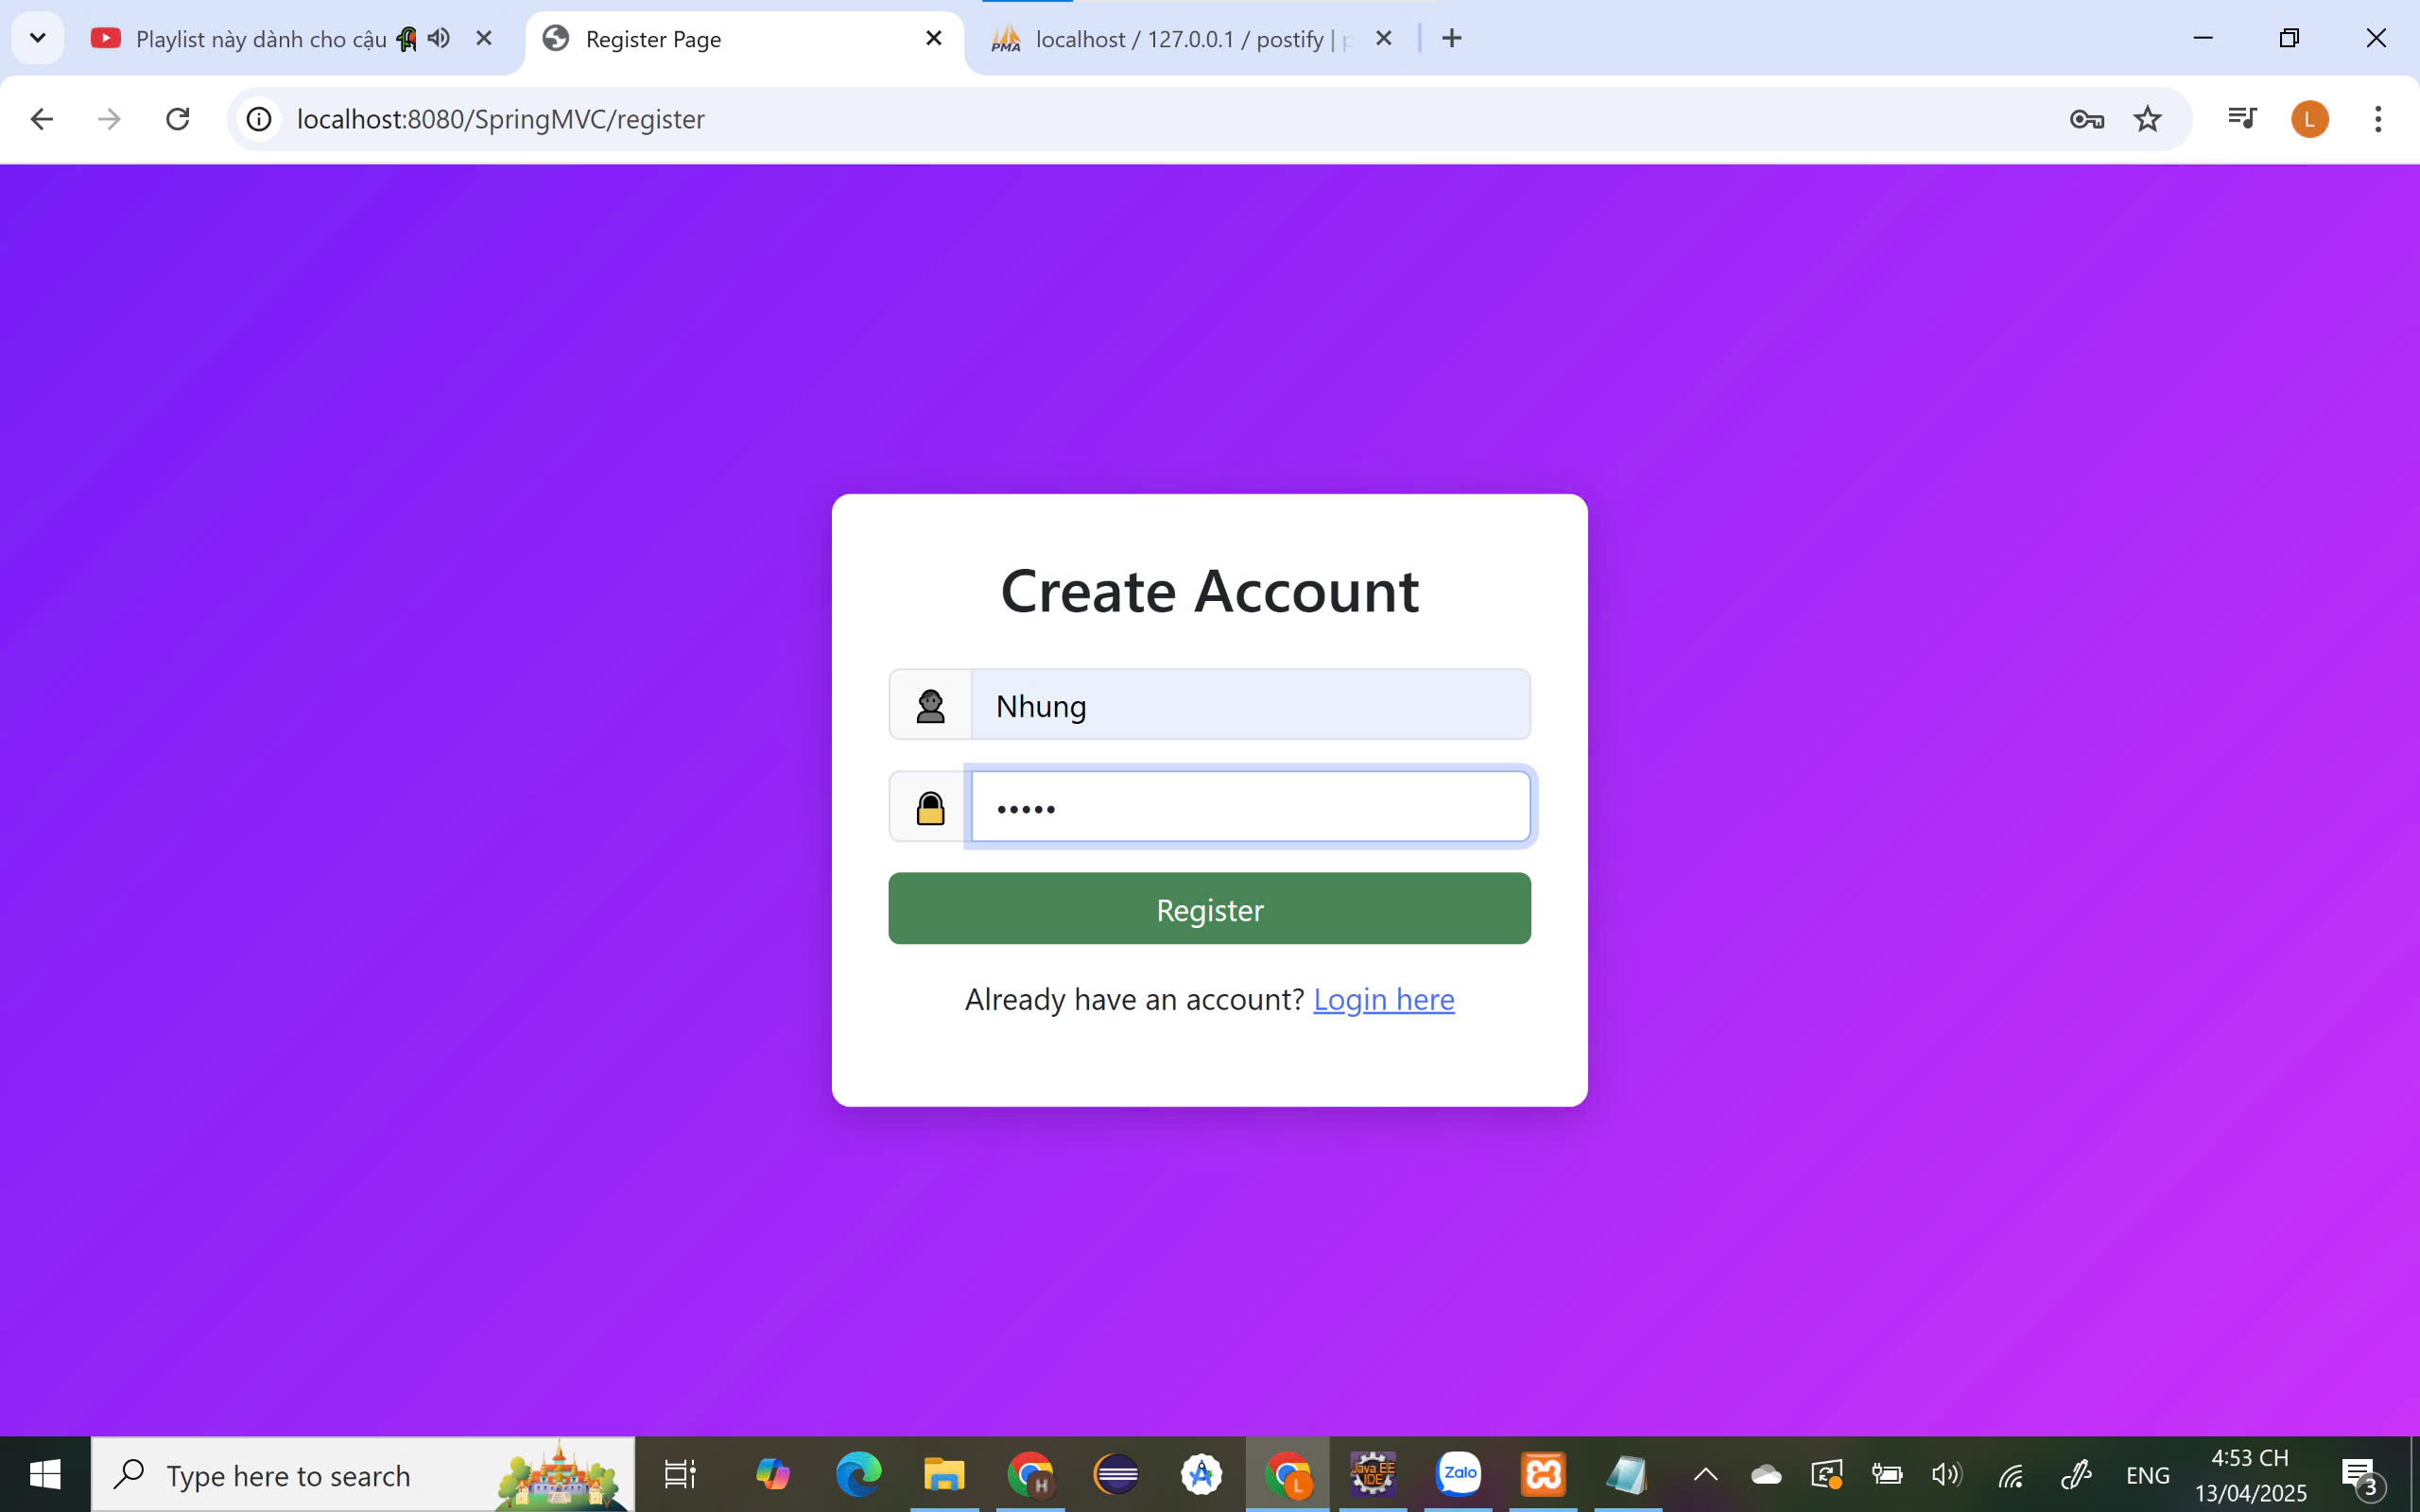 Playlist này dành cho cậu
Register Page
PMA
localhost / 127.0.0.1 / postify |
localhost:8080/SpringMVC/register
L
Create Account
Nhung
•••••
Register
Already have an account? Login here
Type here to search
H
L
Java EE
IDE
Zalo
ENG
4:53 CH
13/04/2025
3